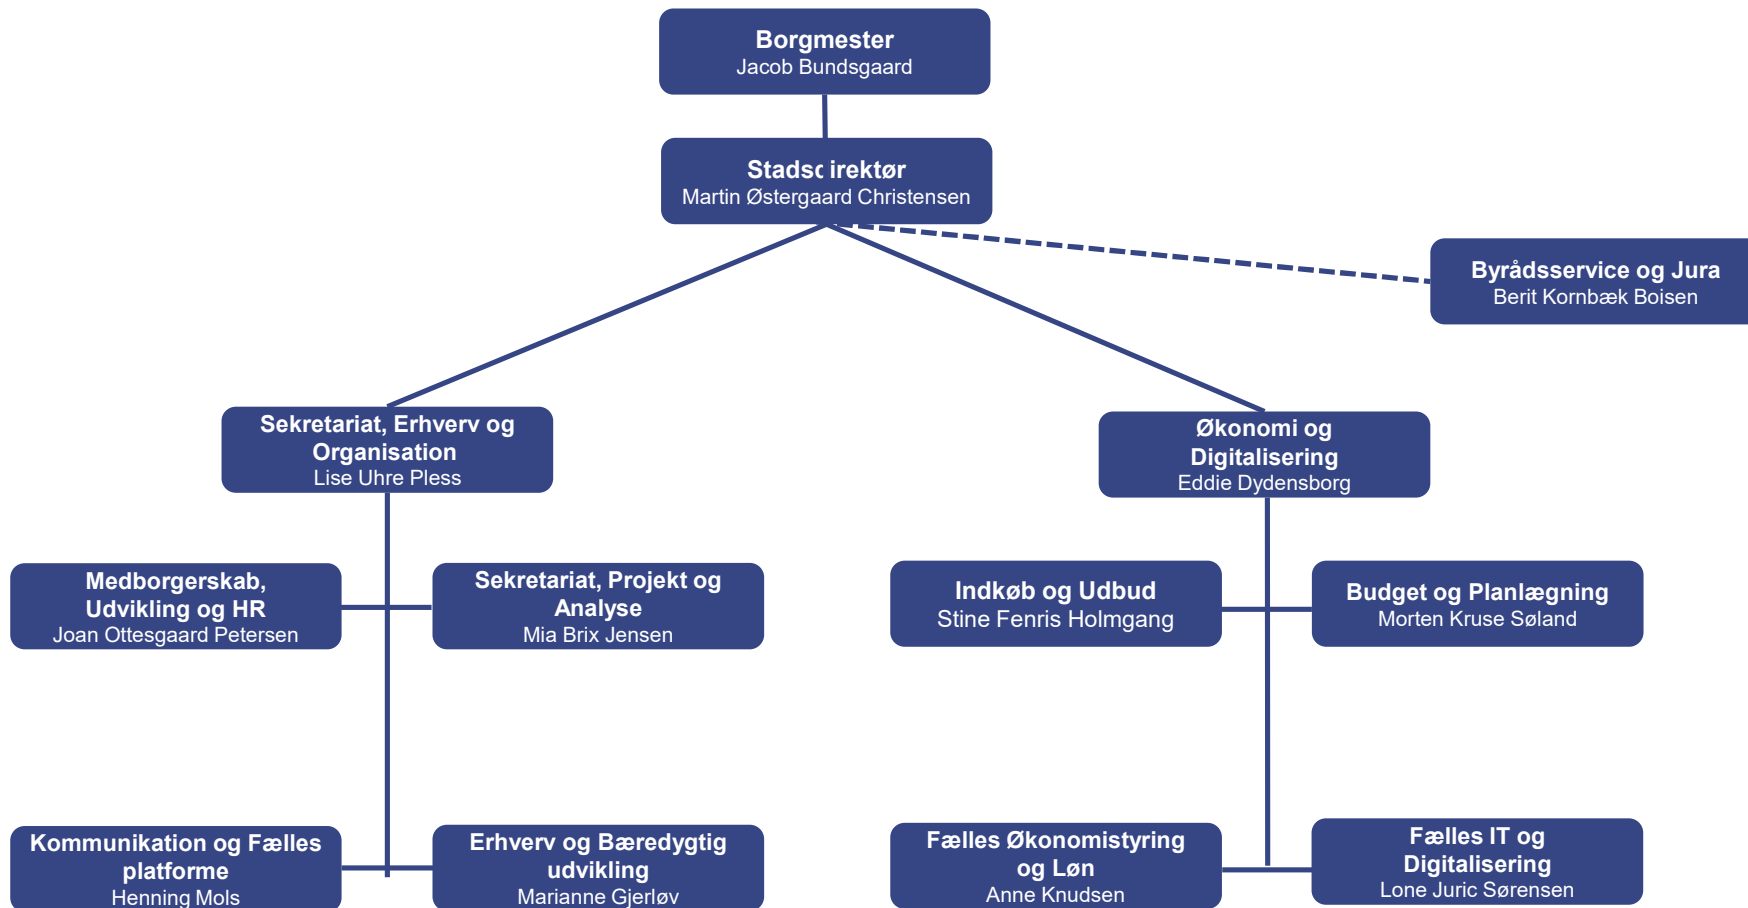 Borgmester
Jacob Bundsgaard
Stadsdirektør
Martin Østergaard Christensen
Byrådsservice og Jura
Berit Kornbæk Boisen
Sekretariat, Erhverv og
Organisation
Lise Uhre Pless
Økonomi og
Digitalisering
Eddie Dydensborg
Medborgerskab,
Udvikling og HR
Joan Ottesgaard Petersen
Sekretariat, Projekt og
Analyse
Mia Brix Jensen
Indkøb og Udbud
Stine Fenris Holmgang
Budget og Planlægning
Morten Kruse Søland
Kommunikation og Fælles
platforme
Henning Mols
Erhverv og Bæredygtig
udvikling
Marianne Gjerløv
Fælles Økonomistyring
og Løn
Anne Knudsen
Fælles IT og
Digitalisering
Lone Juric Sørensen